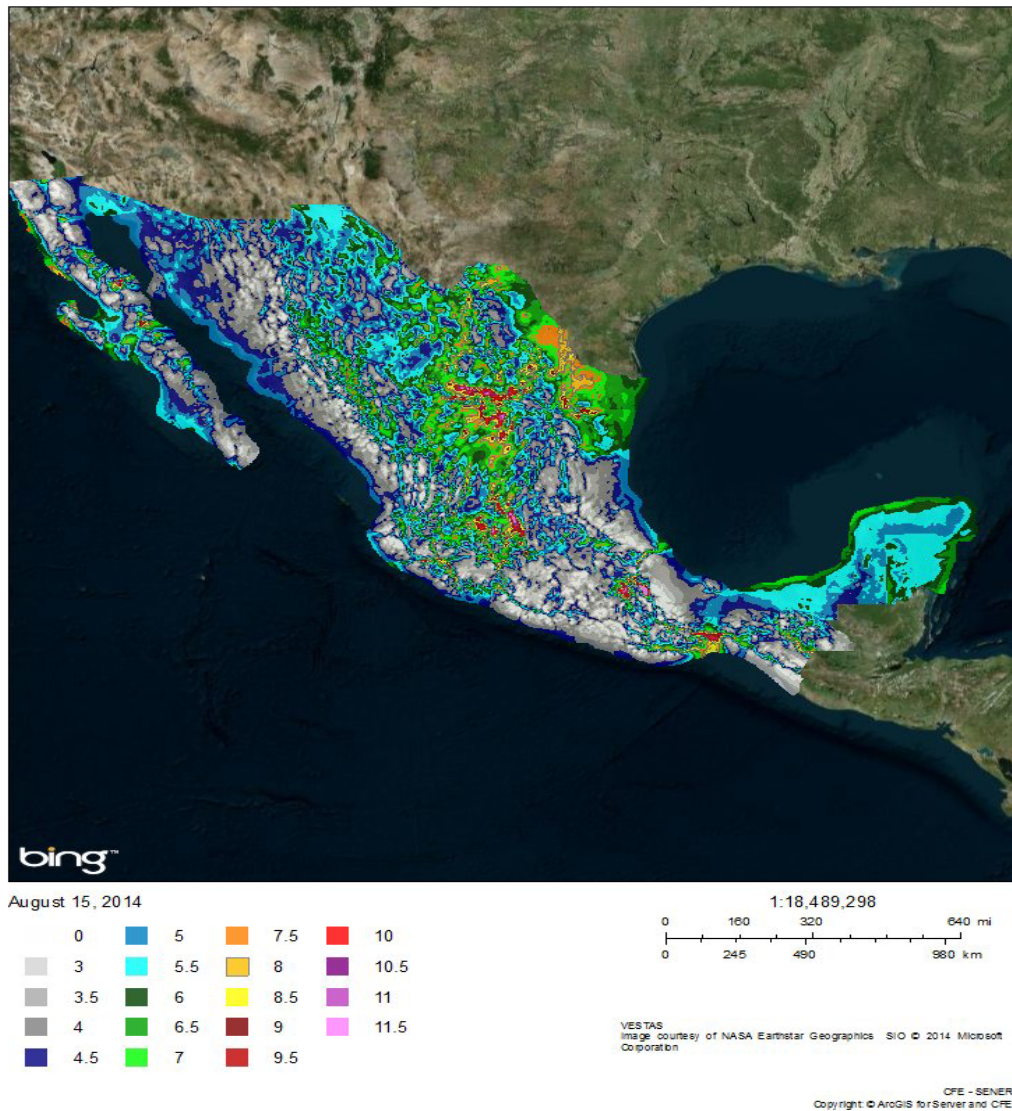 bing™
August 15, 2014
0 5 7.5 10
3 5.5 8 10.5
3.5 6 8.5 11
4 6.5 9 11.5
4.5 7 9.5
1:18,489,298
0 160 320 640 mi
0 245 490 980 km
VESTAS
Image courtesy of NASA Earthstar Geographics SIO © 2014 Microsoft
Corporation
CFE - SENER
Copyright: © ArcGIS for Server and CFE